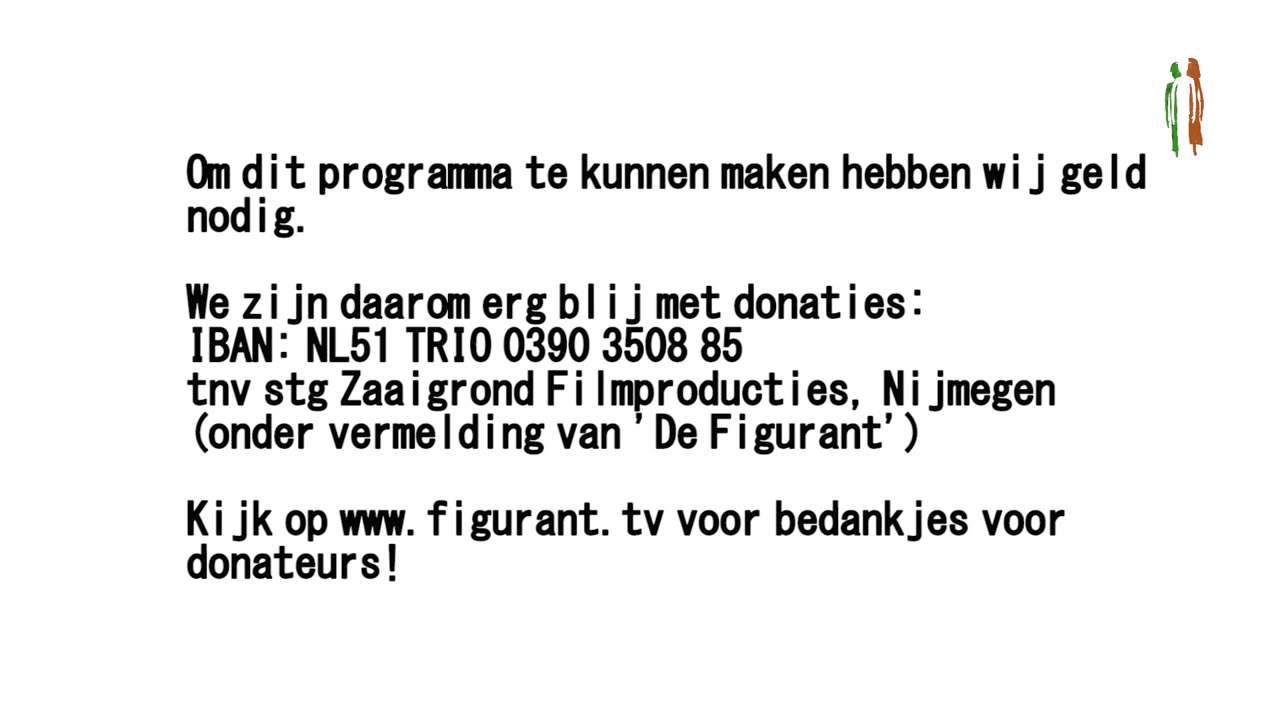 Om dit programma te kunnen maken hebben wij geld
nodig.
We zijn daarom erg blij met donaties:
IBAN: NL51 TRIO 0390 3508 85
tnv stg Zaaigrond Filmproducties, Nijmegen
(onder vermelding van 'De Figurant')
Kijk op www.figurant.tv voor bedankjes voor
donateurs!